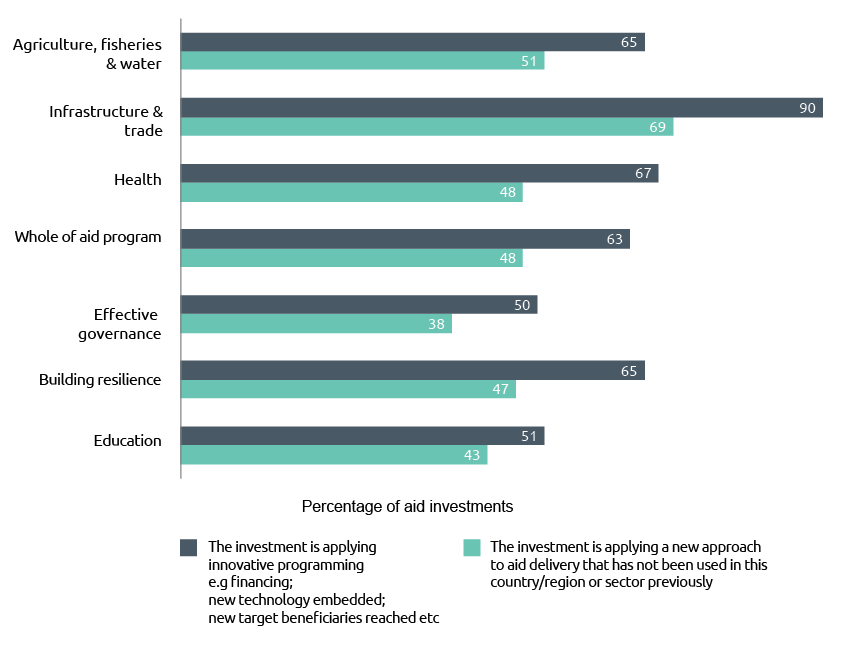 Agriculture, fisheries
& water
65
51
Infrastructure &
trade
90
69
Health
67
48
Whole of aid program
63
48
Effective
governance
50
38
Building resilience
65
47
Education
51
43
Percentage of aid investments
The investment is applying
innovative programming
e.g financing;
new technology embedded;
new target beneficiaries reached etc
The investment is applying a new approach
to aid delivery that has not been used in this
country/region or sector previously